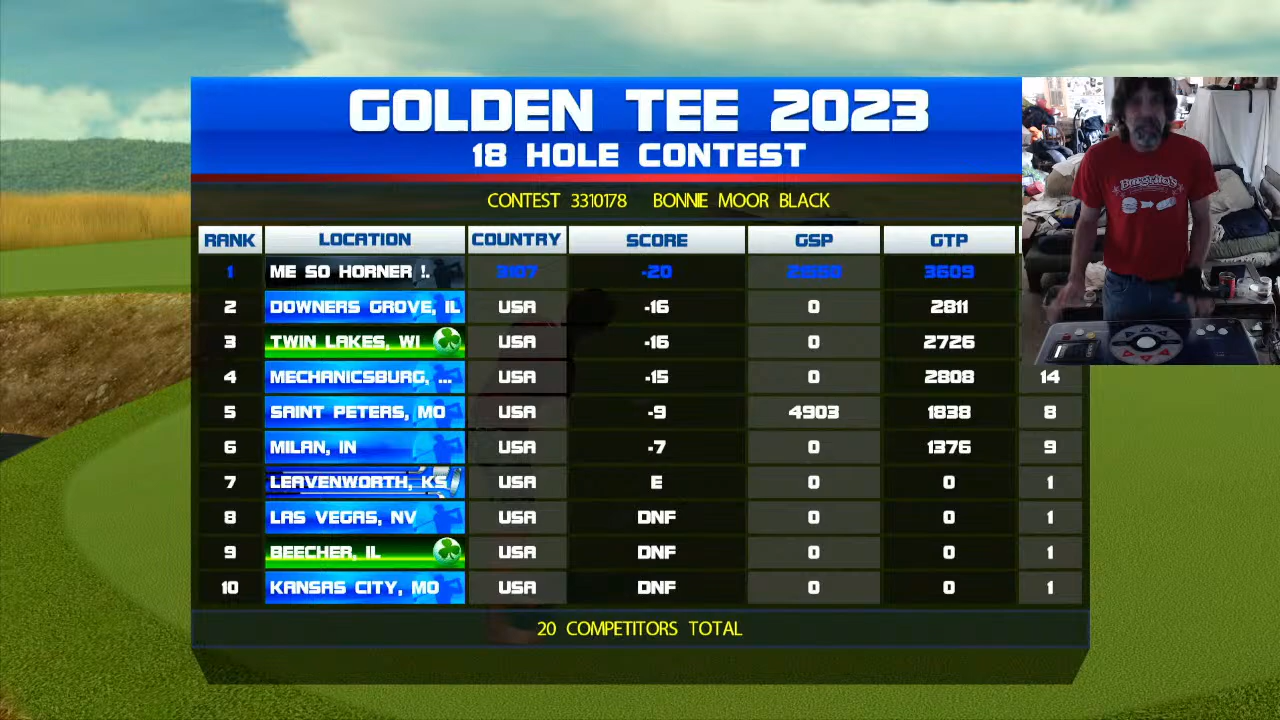 GOLDEN TEE 2023
18 HOLE CONTEST
CONTEST 3310178 BONNIE MOOR BLACK
RANK LOCATION COUNTRY SCORE GSP GTP
1 ME SO HORNER !. 3107 -20 21550 3609
2 DOWNERS GROVE, IL USA -16 0 2811
3 TWIN LAKES, WI USA -16 0 2726
4 MECHANICSBURG, ... USA -15 0 2808 14
5 SAINT PETERS, MO USA -9 4903 1838 8
6 MILAN, IN USA -7 0 1376 9
7 LEAVENWORTH, KS USA E 0 0 1
8 LAS VEGAS, NV USA DNF 0 0 1
9 BEECHER, IL USA DNF 0 0 1
10 KANSAS CITY, MO USA DNF 0 0 1
20 COMPETITORS TOTAL
Burgrito's